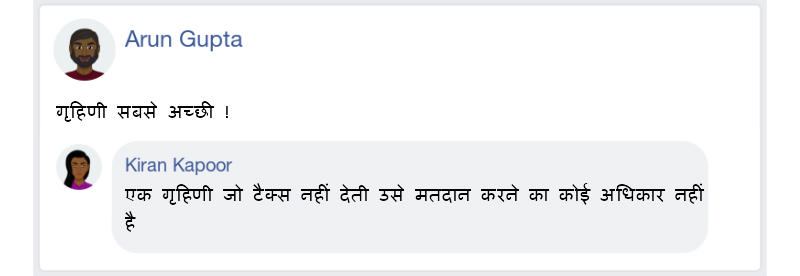 Arun Gupta
गृहिणी सबसे अच्छी !
Kiran Kapoor
एक गृहिणी जो टैक्स नहीं देती उसे मतदान करने का कोई अधिकार नहीं
है